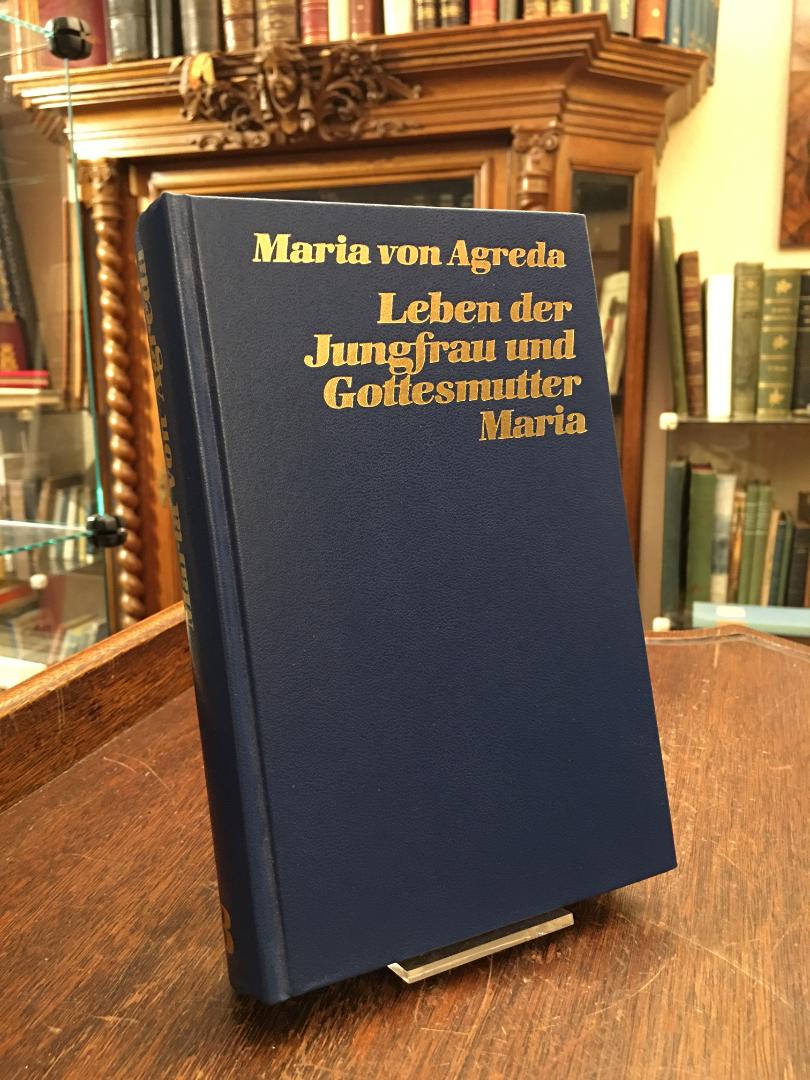 Maria von Agreda
Leben der
Jungfrau und
Gottesmutter
Maria